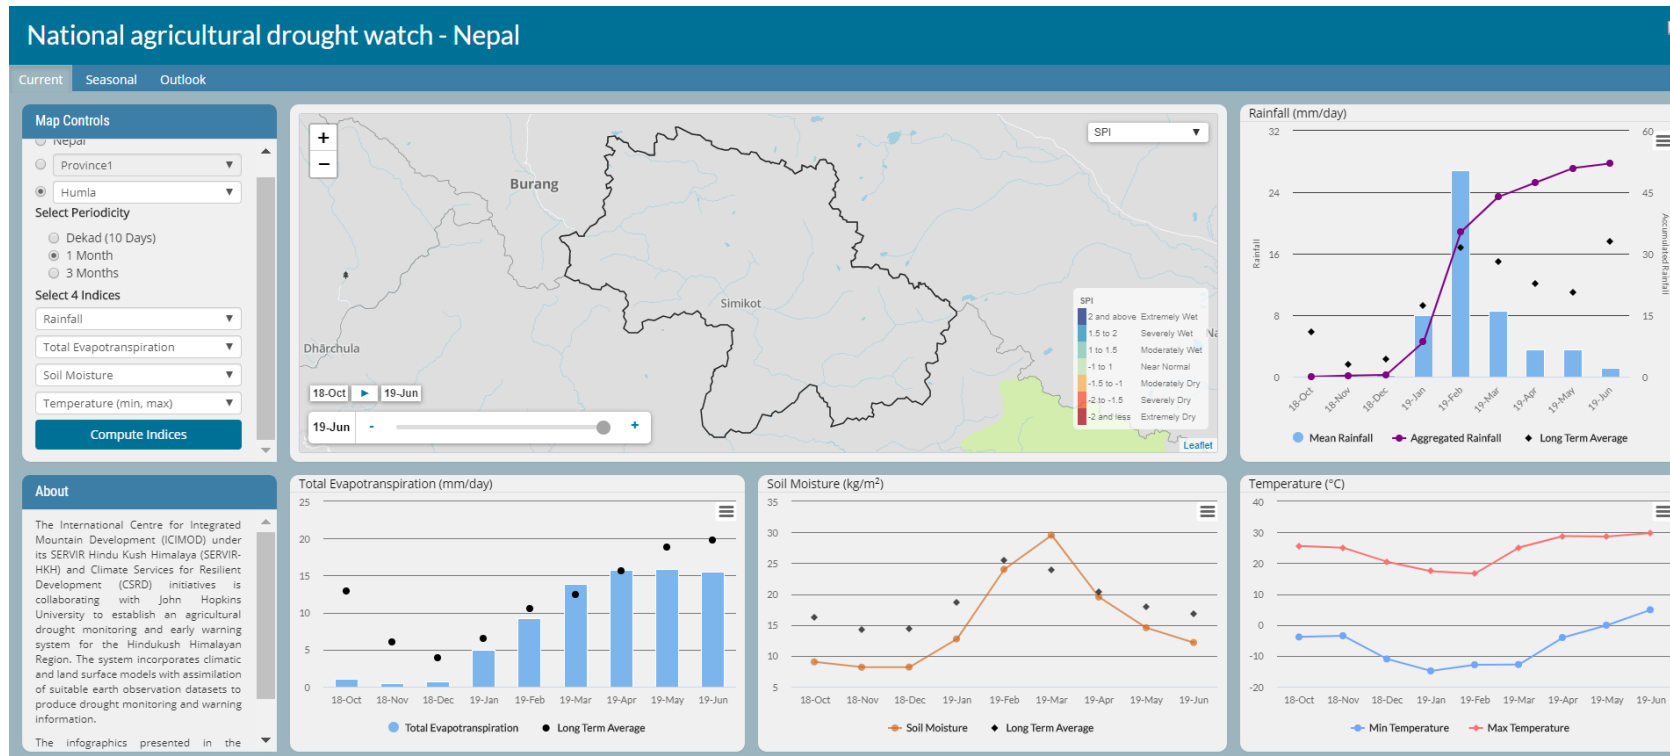 National agricultural drought watch - Nepal
Current Seasonal Outlook
Map Controls
Nepal
Province1
Humla
Select Periodicity
Dekad (10 Days)
1 Month
3 Months
Select 4 Indices
Rainfall
Total Evapotranspiration
Soil Moisture
Temperature (min, max)
Compute Indices
+
−
SPI
Burang
Simikot
Dhārchula
Na
18-Oct 19-Jun
19-Jun - +
SPI
2 and above Extremely Wet
1.5 to 2 Severely Wet
1 to 1.5 Moderately Wet
-1 to 1 Near Normal
-1.5 to -1 Moderately Dry
-2 to -1.5 Severely Dry
-2 and less Extremely Dry
Leaflet
Rainfall (mm/day)
32 60
24 45
16 30
8 15
0 0
Rainfall
Accumulated Rainfall
18-Oct 18-Nov 18-Dec 19-Jan 19-Feb 19-Mar 19-Apr 19-May 19-Jun
Mean Rainfall Aggregated Rainfall Long Term Average
About
The International Centre for Integrated
Mountain Development (ICIMOD) under
its SERVIR Hindu Kush Himalaya (SERVIR-
HKH) and Climate Services for Resilient
Development (CSRD) initiatives is
collaborating with John Hopkins
University to establish an agricultural
drought monitoring and early warning
system for the Hindukush Himalayan
Region. The system incorporates climatic
and land surface models with assimilation
of suitable earth observation datasets to
produce drought monitoring and warning
information.
The infographics presented in the
Total Evapotranspiration (mm/day)
25
20
15
10
5
0
18-Oct 18-Nov 18-Dec 19-Jan 19-Feb 19-Mar 19-Apr 19-May 19-Jun
Total Evapotranspiration Long Term Average
Soil Moisture (kg/m²)
35
30
25
20
15
10
5
18-Oct 18-Nov 18-Dec 19-Jan 19-Feb 19-Mar 19-Apr 19-May 19-Jun
Soil Moisture Long Term Average
Temperature (°C)
40
30
20
10
0
-10
-20
18-Oct 18-Nov 18-Dec 19-Jan 19-Feb 19-Mar 19-Apr 19-May 19-Jun
Min Temperature Max Temperature